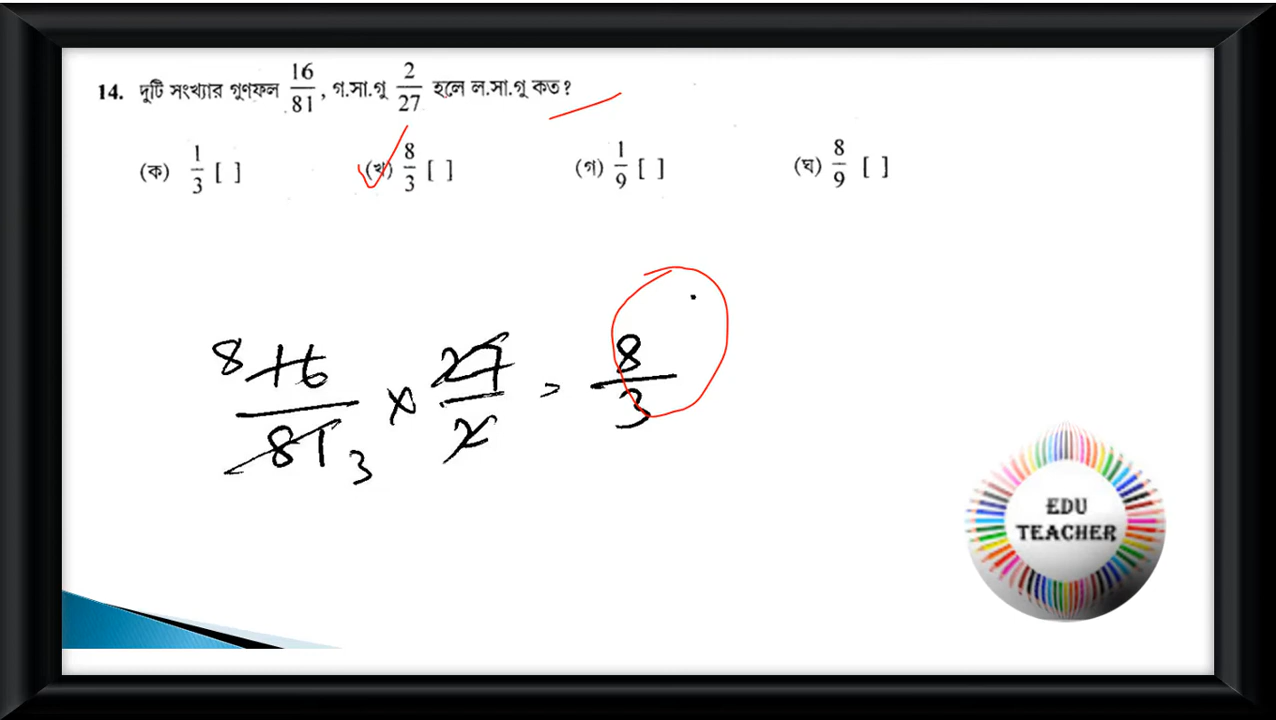 14. দুটি সংখ্যার গুণফল 16/81, গ.সা.গু 2/27 হলে ল.সা.গু কত?
(ক) 1/3 [ ] (খ) 8/3 [ ] (গ) 1/9 [ ] (ঘ) 8/9 [ ]
8 16/81 3 × 27/2 = 8/3
EDU
TEACHER